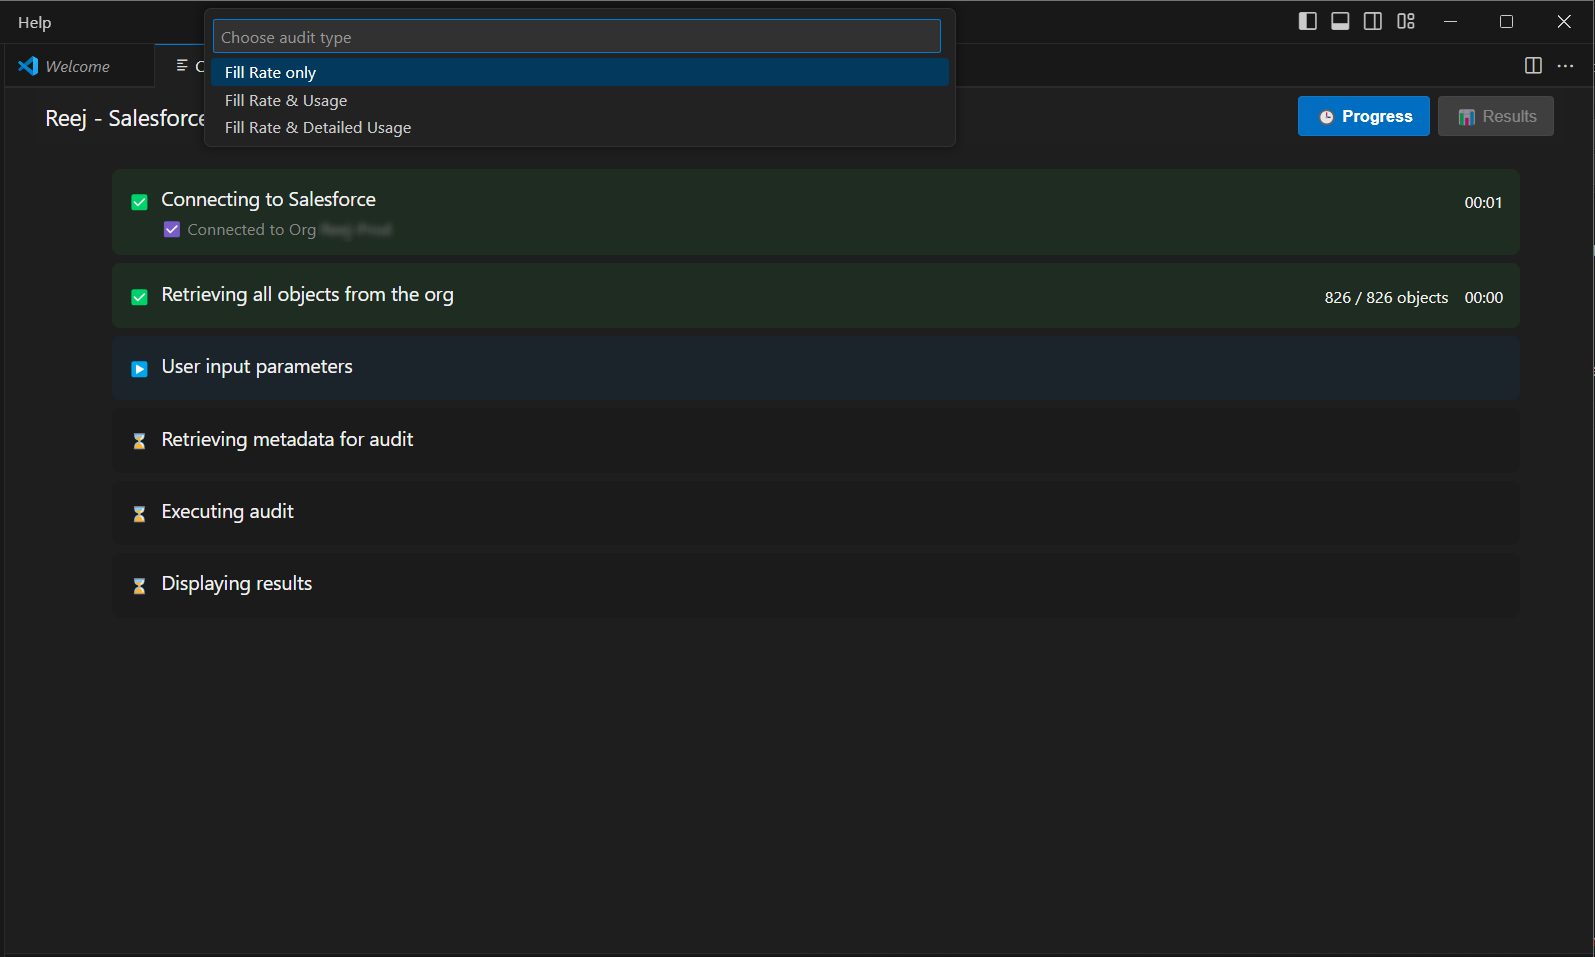 Help
Choose audit type
Fill Rate only
Fill Rate & Usage
Fill Rate & Detailed Usage
Welcome
Reej - Salesforce
Progress
Results
Connecting to Salesforce
00:01
Connected to Org
Retrieving all objects from the org
826 / 826 objects 00:00
User input parameters
Retrieving metadata for audit
Executing audit
Displaying results